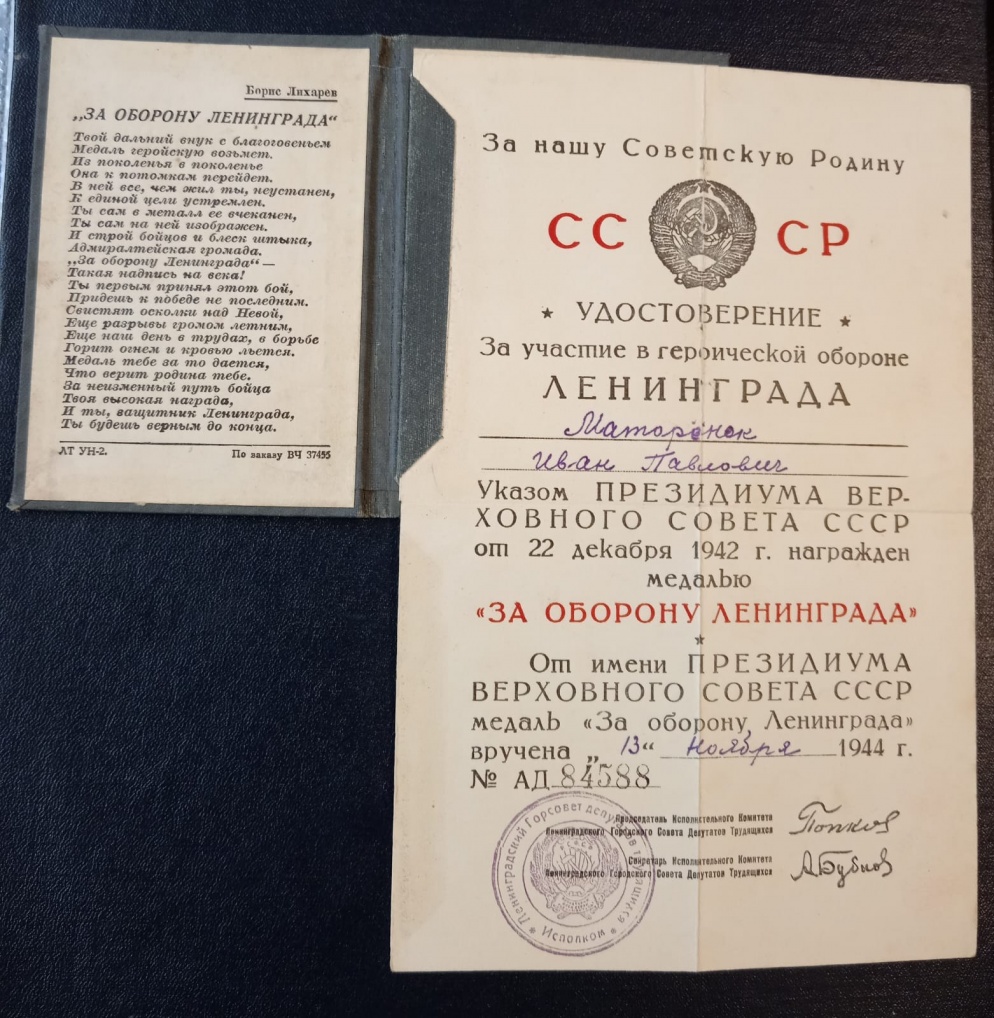 Борис Лихарев
„ЗА ОБОРОНУ ЛЕНИНГРАДА“
Твой дальний внук с благоговеньем
Медаль геройскую возьмет.
Из поколенья в поколенье
Она к потомкам перейдет.
В ней все, чем жил ты, неустанен,
К единой цели устремлен.
Ты сам в металл ее вчеканен,
Ты сам на ней изображен.
И строй бойцов и блеск штыка,
Адмиралтейская громада.
„За оборону Ленинграда“ —
Такая надпись на века!
Ты первым принял этот бой,
Придешь к победе не последним.
Свистят осколки над Невой,
Еще разрывы громом летним,
Еще наш день в трудах, в борьбе
Горит огнем и кровью льется.
Медаль тебе за то дается,
Что верит родина тебе.
За неизменный путь бойца
Твоя высокая награда,
И ты, защитник Ленинграда,
Ты будешь верным до конца.
ЛТ УН-2. По заказу ВЧ 37455
За нашу Советскую Родину
СС СР
★ УДОСТОВЕРЕНИЕ ★
За участие в героической обороне
ЛЕНИНГРАДА
Маторенок
Иван Павлович
Указом ПРЕЗИДИУМА ВЕР-
ХОВНОГО СОВЕТА СССР
от 22 декабря 1942 г. награжден
медалью
«ЗА ОБОРОНУ ЛЕНИНГРАДА»
★
От имени ПРЕЗИДИУМА
ВЕРХОВНОГО СОВЕТА СССР
медаль «За оборону Ленинграда»
вручена „13“ ноября 1944 г.
№ АД 84588
Председатель Исполнительного Комитета
Ленинградского Городского Совета Депутатов Трудящихся
Попков
Секретарь Исполнительного Комитета
Ленинградского Городского Совета Депутатов Трудящихся
А Бубнов
Ленинградский Горсовет депутатов трудящихся
★ Исполком ★